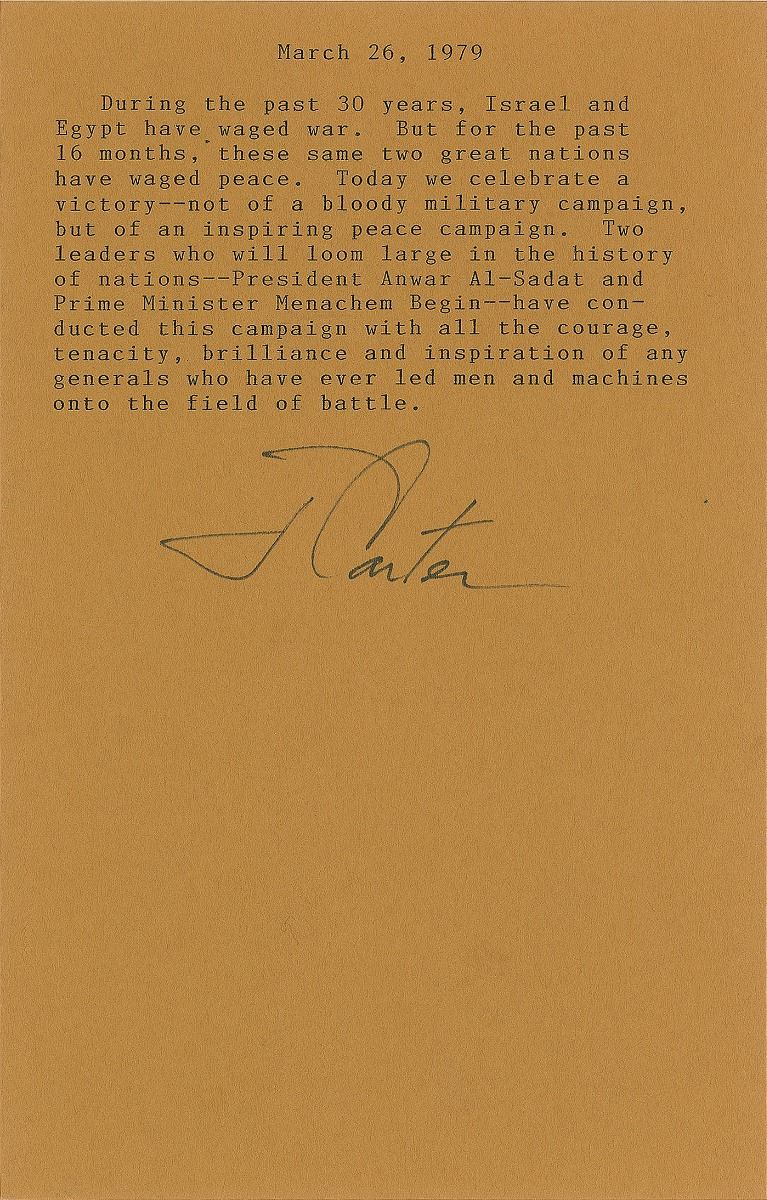 March 26, 1979
During the past 30 years, Israel and
Egypt have waged war. But for the past
16 months, these same two great nations
have waged peace. Today we celebrate a
victory--not of a bloody military campaign,
but of an inspiring peace campaign. Two
leaders who will loom large in the history
of nations--President Anwar Al-Sadat and
Prime Minister Menachem Begin--have con-
ducted this campaign with all the courage,
tenacity, brilliance and inspiration of any
generals who have ever led men and machines
onto the field of battle.
J Carter